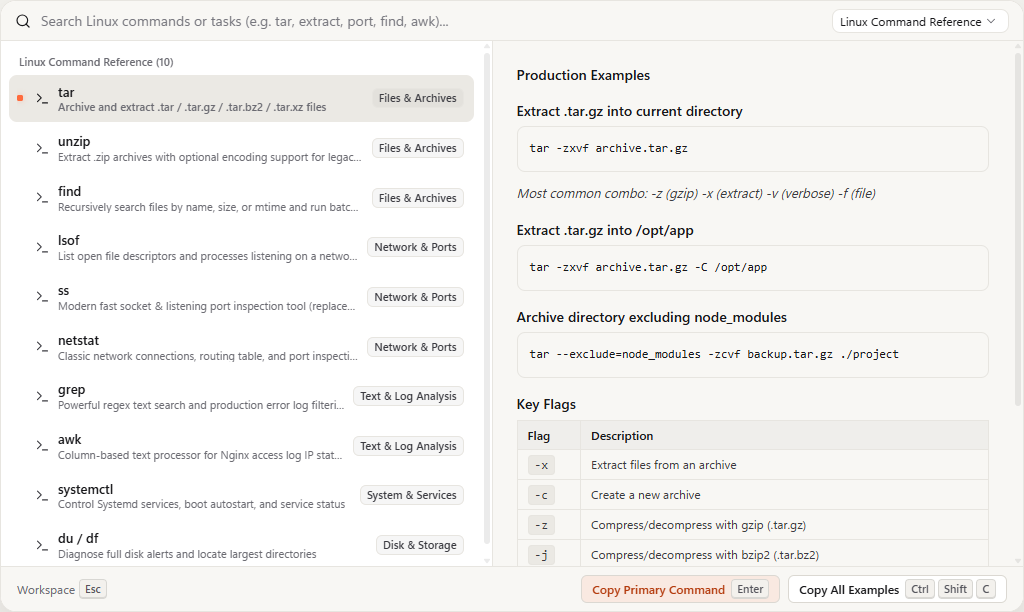 Search Linux commands or tasks (e.g. tar, extract, port, find, awk)...
Linux Command Reference
Linux Command Reference (10)
tar
Archive and extract .tar / .tar.gz / .tar.bz2 / .tar.xz files
Files & Archives
unzip
Extract .zip archives with optional encoding support for legac...
Files & Archives
find
Recursively search files by name, size, or mtime and run batc...
Files & Archives
lsof
List open file descriptors and processes listening on a netwo...
Network & Ports
ss
Modern fast socket & listening port inspection tool (replace...
Network & Ports
netstat
Classic network connections, routing table, and port inspecti...
Network & Ports
grep
Powerful regex text search and production error log filteri...
Text & Log Analysis
awk
Column-based text processor for Nginx access log IP stat...
Text & Log Analysis
systemctl
Control Systemd services, boot autostart, and service status
System & Services
du / df
Diagnose full disk alerts and locate largest directories
Disk & Storage
Production Examples
Extract .tar.gz into current directory
tar -zxvf archive.tar.gz
Most common combo: -z (gzip) -x (extract) -v (verbose) -f (file)
Extract .tar.gz into /opt/app
tar -zxvf archive.tar.gz -C /opt/app
Archive directory excluding node_modules
tar --exclude=node_modules -zcvf backup.tar.gz ./project
Key Flags
Flag Description
-x Extract files from an archive
-c Create a new archive
-z Compress/decompress with gzip (.tar.gz)
-j Compress/decompress with bzip2 (.tar.bz2)
Workspace Esc
Copy Primary Command Enter
Copy All Examples Ctrl Shift C